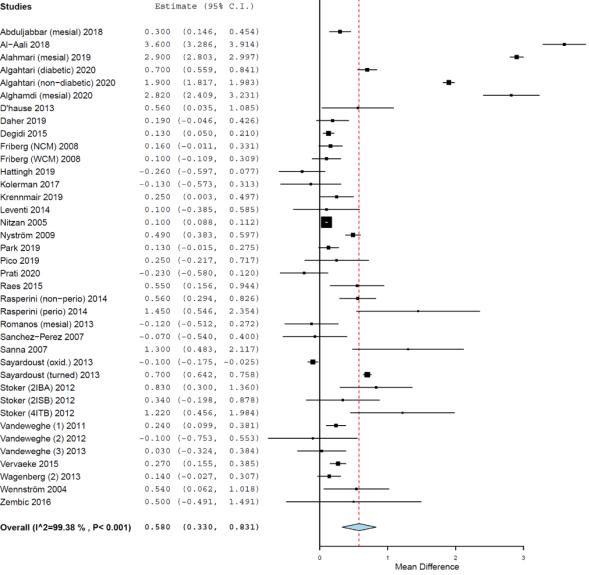 Studies Estimate (95% C.I.)
Abduljabbar (mesial) 2018 0.300 (0.146, 0.454)
Al-Aali 2018 3.600 (3.286, 3.914)
Alahmari (mesial) 2019 2.900 (2.803, 2.997)
Algahtari (diabetic) 2020 0.700 (0.559, 0.841)
Algahtari (non-diabetic) 2020 1.900 (1.817, 1.983)
Alghamdi (mesial) 2020 2.820 (2.409, 3.231)
D'hause 2013 0.560 (0.035, 1.085)
Daher 2019 0.190 (-0.046, 0.426)
Degidi 2015 0.130 (0.050, 0.210)
Friberg (NCM) 2008 0.160 (-0.011, 0.331)
Friberg (WCM) 2008 0.100 (-0.109, 0.309)
Hattingh 2019 -0.260 (-0.597, 0.077)
Kolerman 2017 -0.130 (-0.573, 0.313)
Krennmair 2019 0.250 (0.003, 0.497)
Leventi 2014 0.100 (-0.385, 0.585)
Nitzan 2005 0.100 (0.088, 0.112)
Nyström 2009 0.490 (0.383, 0.597)
Park 2019 0.130 (-0.015, 0.275)
Pico 2019 0.250 (-0.217, 0.717)
Prati 2020 -0.230 (-0.580, 0.120)
Raes 2015 0.550 (0.156, 0.944)
Rasperini (non-perio) 2014 0.560 (0.294, 0.826)
Rasperini (perio) 2014 1.450 (0.546, 2.354)
Romanos (mesial) 2013 -0.120 (-0.512, 0.272)
Sanchez-Perez 2007 -0.070 (-0.540, 0.400)
Sanna 2007 1.300 (0.483, 2.117)
Sayardoust (oxid.) 2013 -0.100 (-0.175, -0.025)
Sayardoust (turned) 2013 0.700 (0.642, 0.758)
Stoker (2IBA) 2012 0.830 (0.300, 1.360)
Stoker (2ISB) 2012 0.340 (-0.198, 0.878)
Stoker (4ITB) 2012 1.220 (0.456, 1.984)
Vandeweghe (1) 2011 0.240 (0.099, 0.381)
Vandeweghe (2) 2012 -0.100 (-0.753, 0.553)
Vandeweghe (3) 2013 0.030 (-0.324, 0.384)
Vervaeke 2015 0.270 (0.155, 0.385)
Wagenberg (2) 2013 0.140 (-0.027, 0.307)
Wennström 2004 0.540 (0.062, 1.018)
Zembic 2016 0.500 (-0.491, 1.491)
Overall (I^2=99.38 % , P< 0.001) 0.580 (0.330, 0.831)
0 1 2 3
Mean Difference